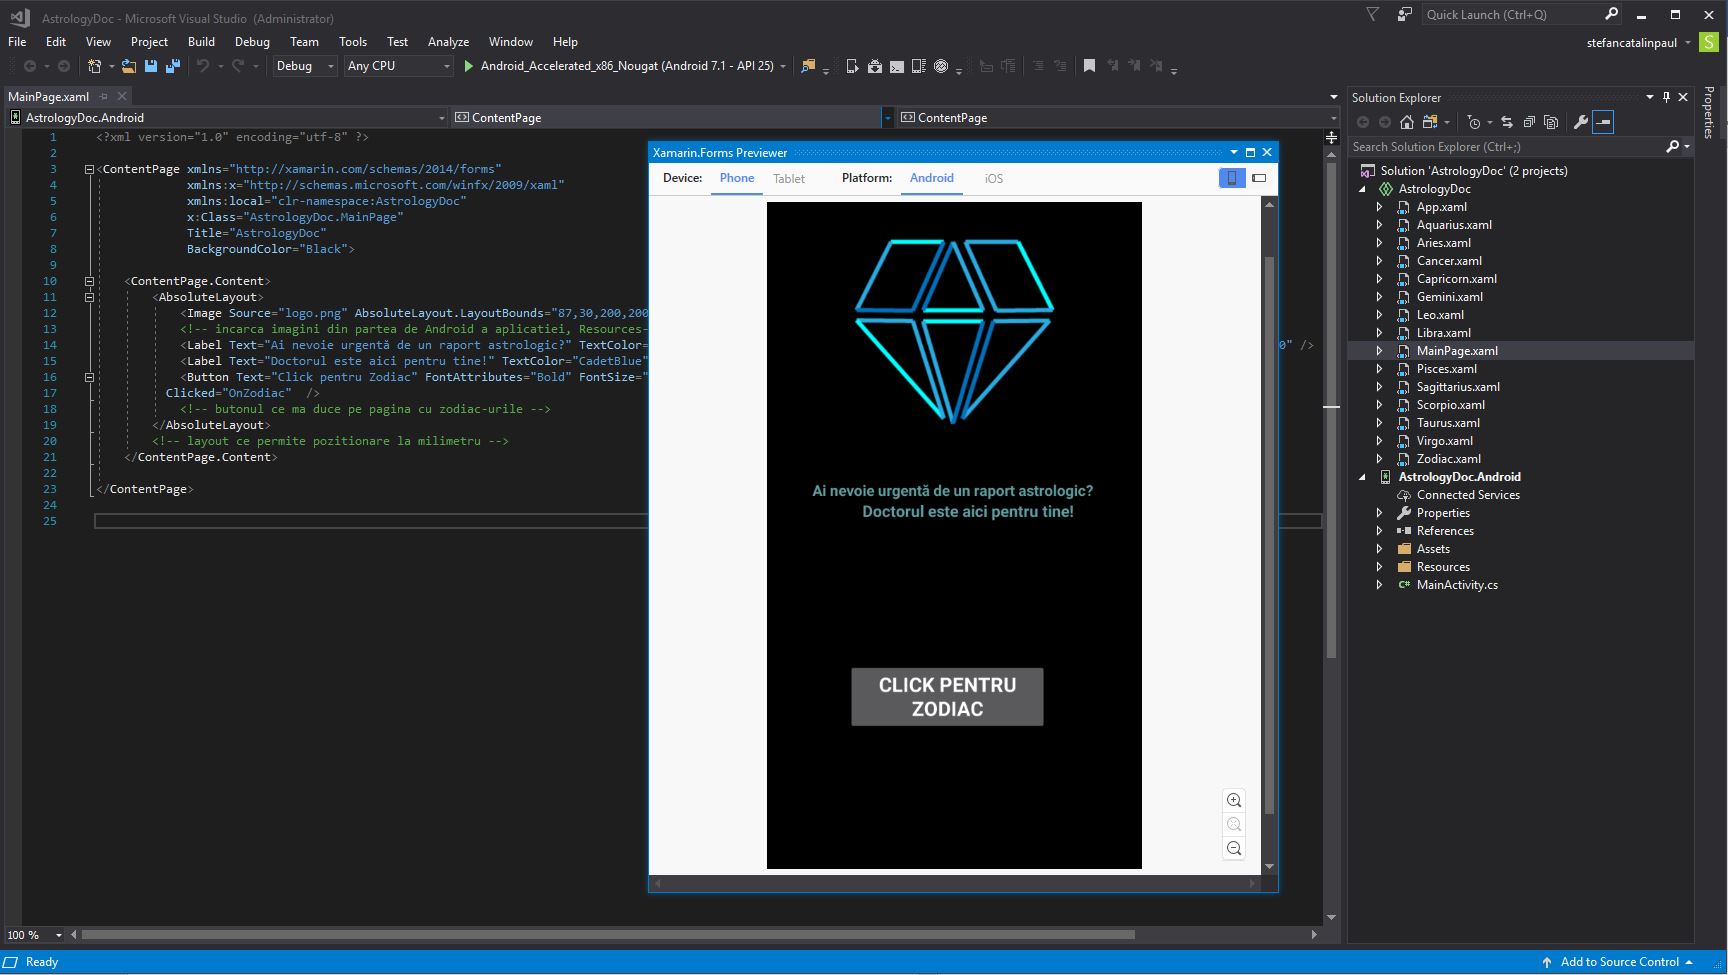 AstrologyDoc - Microsoft Visual Studio (Administrator)
Quick Launch (Ctrl+Q)
File Edit View Project Build Debug Team Tools Test Analyze Window Help
stefancatalinpaul S
Debug Any CPU Android_Accelerated_x86_Nougat (Android 7.1 - API 25)
MainPage.xaml
AstrologyDoc.Android ContentPage ContentPage
1 <?xml version="1.0" encoding="utf-8" ?>
2
3 <ContentPage xmlns="http://xamarin.com/schemas/2014/forms"
4 xmlns:x="http://schemas.microsoft.com/winfx/2009/xaml"
5 xmlns:local="clr-namespace:AstrologyDoc"
6 x:Class="AstrologyDoc.MainPage"
7 Title="AstrologyDoc"
8 BackgroundColor="Black">
9
10 <ContentPage.Content>
11 <AbsoluteLayout>
12 <Image Source="logo.png" AbsoluteLayout.LayoutBounds="87,30,200,200
13 <!-- incarca imagini din partea de Android a aplicatiei, Resources-
14 <Label Text="Ai nevoie urgentă de un raport astrologic?" TextColor= 0" />
15 <Label Text="Doctorul este aici pentru tine!" TextColor="CadetBlue"
16 <Button Text="Click pentru Zodiac" FontAttributes="Bold" FontSize="
17 Clicked="OnZodiac" />
18 <!-- butonul ce ma duce pe pagina cu zodiac-urile -->
19 </AbsoluteLayout>
20 <!-- layout ce permite pozitionare la milimetru -->
21 </ContentPage.Content>
22
23 </ContentPage>
24
25
Xamarin.Forms Previewer
Device: Phone Tablet Platform: Android iOS
Ai nevoie urgentă de un raport astrologic?
Doctorul este aici pentru tine!
CLICK PENTRU
ZODIAC
Solution Explorer
Search Solution Explorer (Ctrl+;)
Solution 'AstrologyDoc' (2 projects)
AstrologyDoc
App.xaml
Aquarius.xaml
Aries.xaml
Cancer.xaml
Capricorn.xaml
Gemini.xaml
Leo.xaml
Libra.xaml
MainPage.xaml
Pisces.xaml
Sagittarius.xaml
Scorpio.xaml
Taurus.xaml
Virgo.xaml
Zodiac.xaml
AstrologyDoc.Android
Connected Services
Properties
References
Assets
Resources
C# MainActivity.cs
Properties
100 %
Ready
Add to Source Control